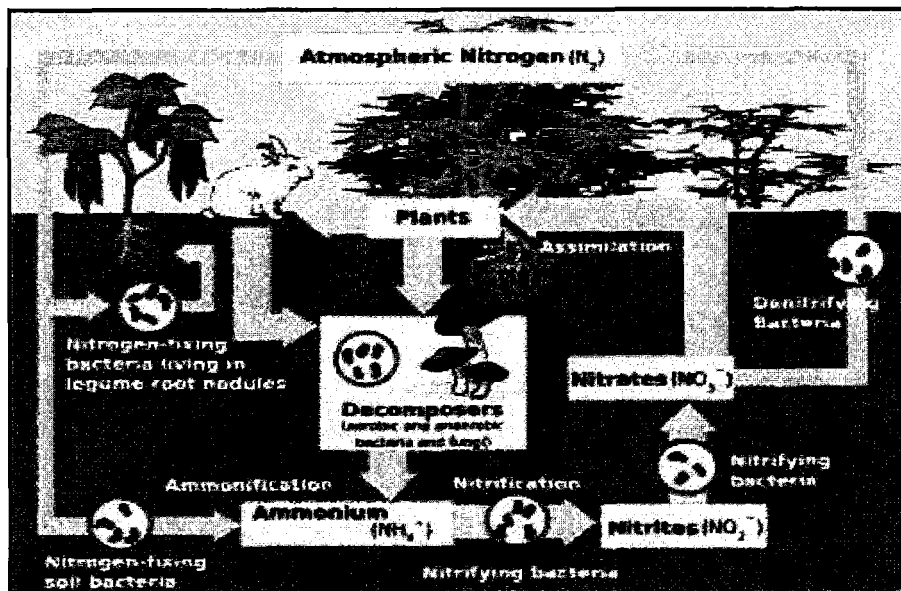 Atmospheric Nitrogen (N₂)
Plants
Assimilation
Denitrifying
Bacteria
Nitrogen-fixing
bacteria living in
legume root nodules
Decomposers
(aerobic and anaerobic
bacteria and fungi)
Nitrates (NO₃⁻)
Nitrifying
bacteria
Ammonification
Nitrification
Ammonium
(NH₄⁺)
Nitrites (NO₂⁻)
Nitrogen-fixing
soil bacteria
Nitrifying bacteria